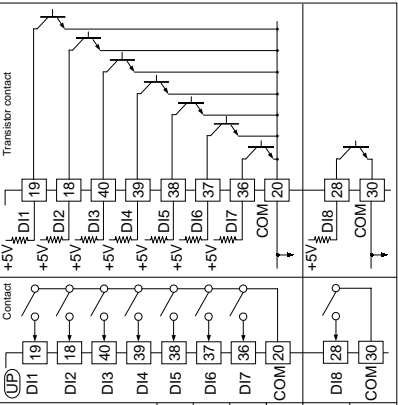 Transistor contact
19 18 40 39 38 37 36 20 28 30
DI1 DI2 DI3 DI4 DI5 DI6 DI7 COM DI8 COM
+5V +5V +5V +5V +5V +5V +5V +5V
Contact
UP
19 18 40 39 38 37 36 20 28 30
DI1 DI2 DI3 DI4 DI5 DI6 DI7 COM DI8 COM